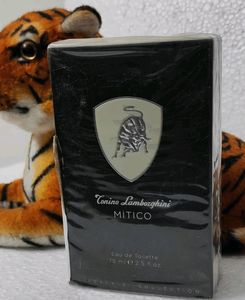 Tonino Lamborghini
MITICO
Eau de Toilette
75 ml e 2.5 fl.oz